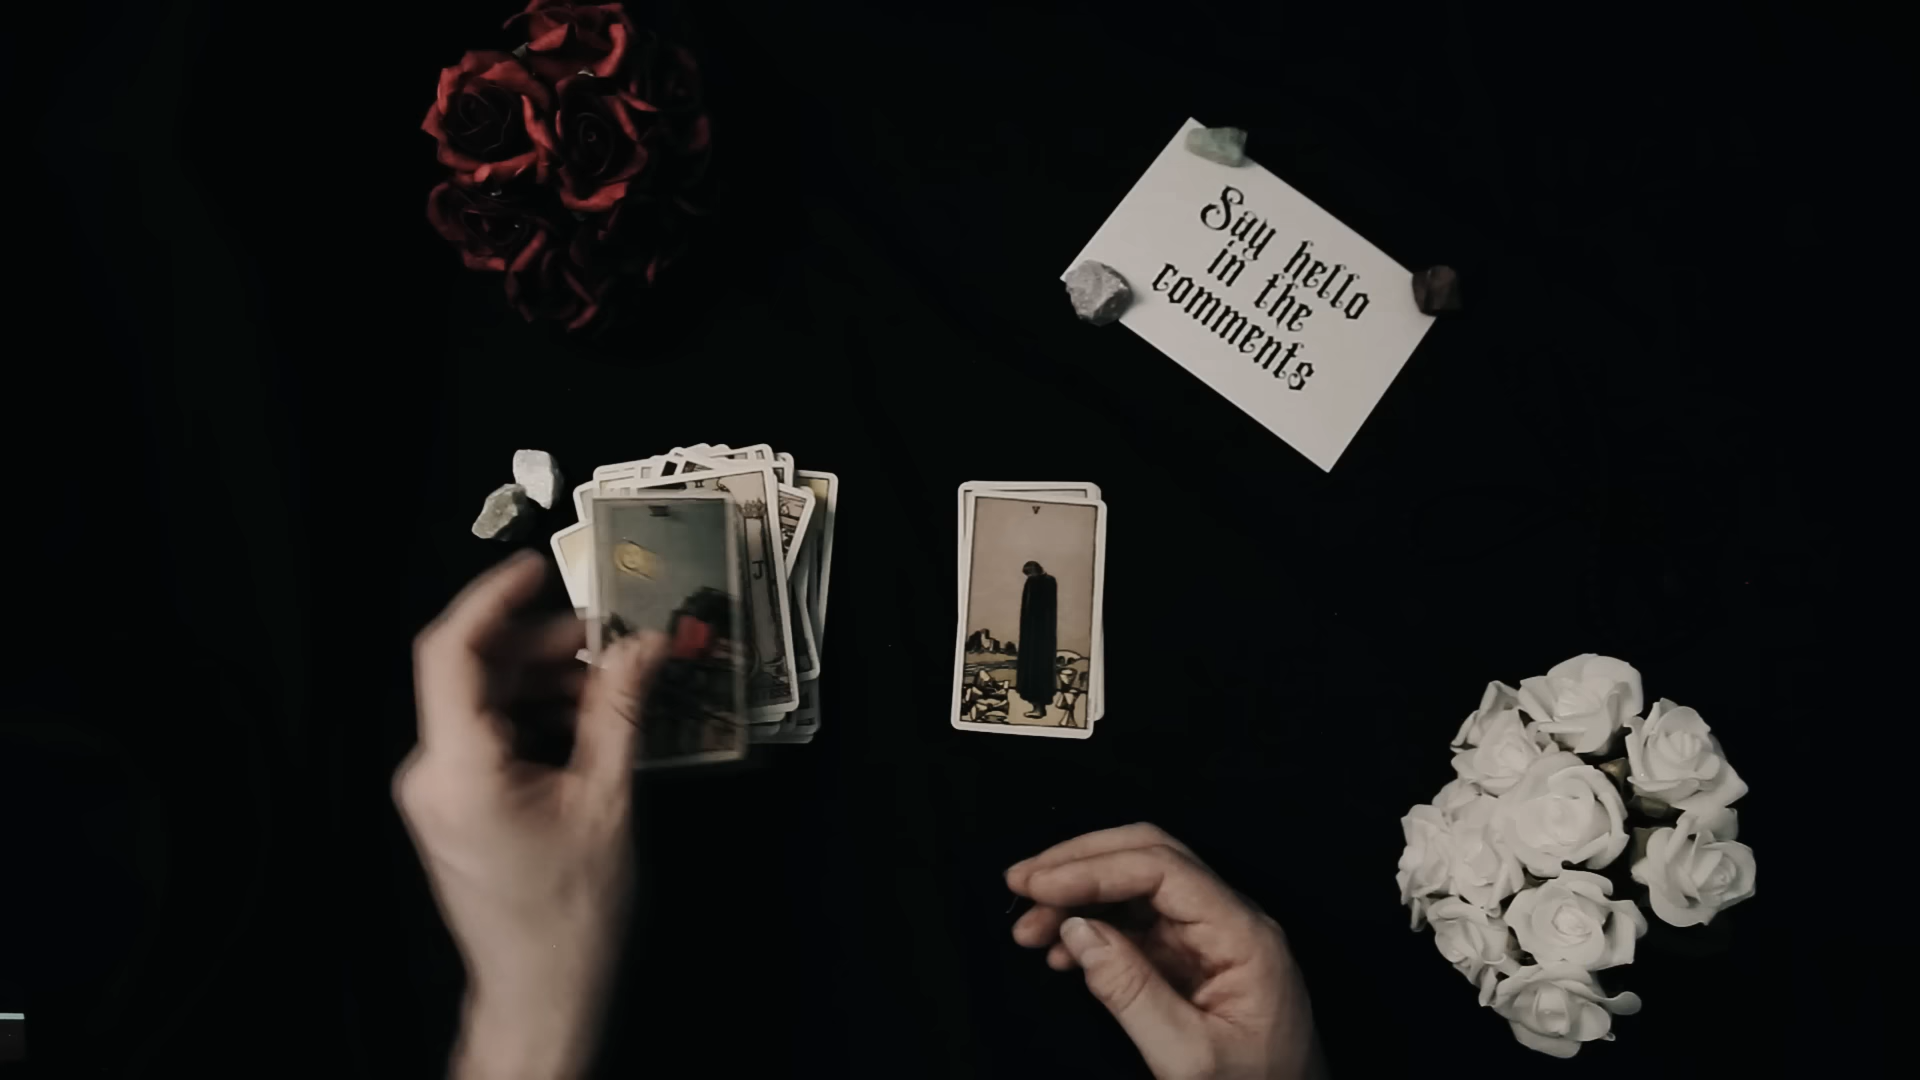 Say hello
in the
comments
V
J